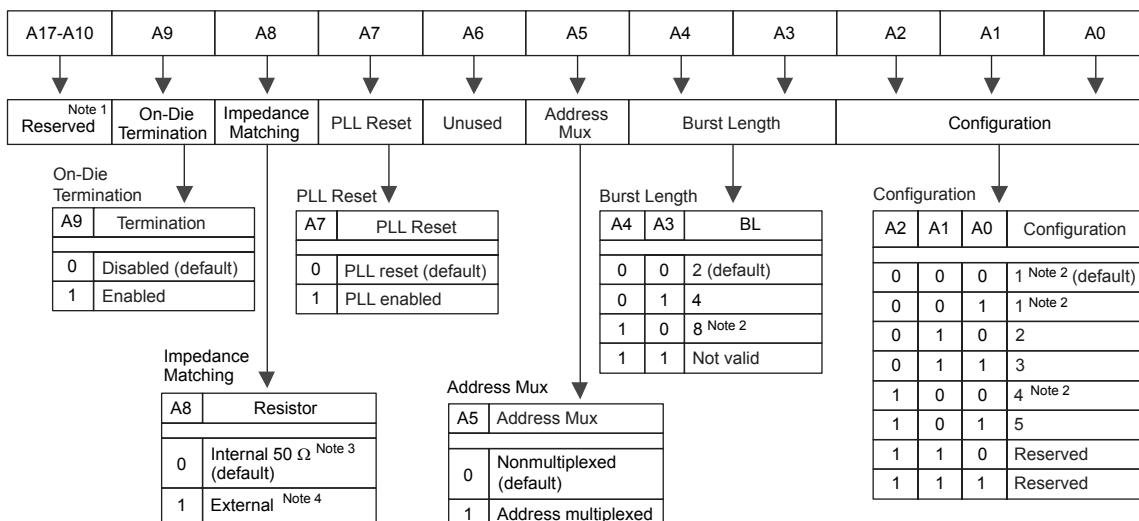 A17-A10 A9 A8 A7 A6 A5 A4 A3 A2 A1 A0
Reserved Note 1 On-Die Termination Impedance Matching PLL Reset Unused Address Mux Burst Length Configuration
On-Die
Termination
A9 Termination
0 Disabled (default)
1 Enabled
PLL Reset
A7 PLL Reset
0 PLL reset (default)
1 PLL enabled
Burst Length
A4 A3 BL
0 0 2 (default)
0 1 4
1 0 8 Note 2
1 1 Not valid
Configuration
A2 A1 A0 Configuration
0 0 0 1 Note 2 (default)
0 0 1 1 Note 2
0 1 0 2
0 1 1 3
1 0 0 4 Note 2
1 0 1 5
1 1 0 Reserved
1 1 1 Reserved
Impedance
Matching
A8 Resistor
0 Internal 50 Ω Note 3
(default)
1 External Note 4
Address Mux
A5 Address Mux
0 Nonmultiplexed
(default)
1 Address multiplexed